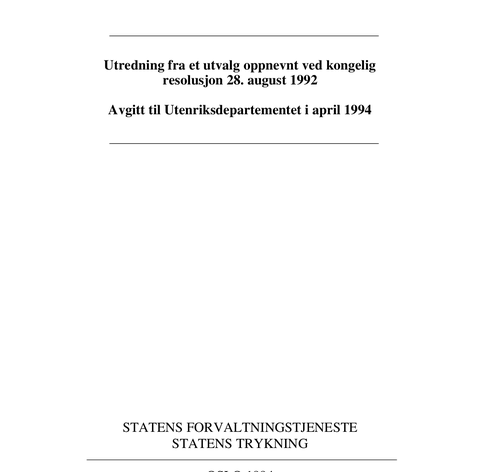 Utredning fra et utvalg oppnevnt ved kongelig
resolusjon 28. august 1992
Avgitt til Utenriksdepartementet i april 1994
STATENS FORVALTNINGSTJENESTE
STATENS TRYKNING